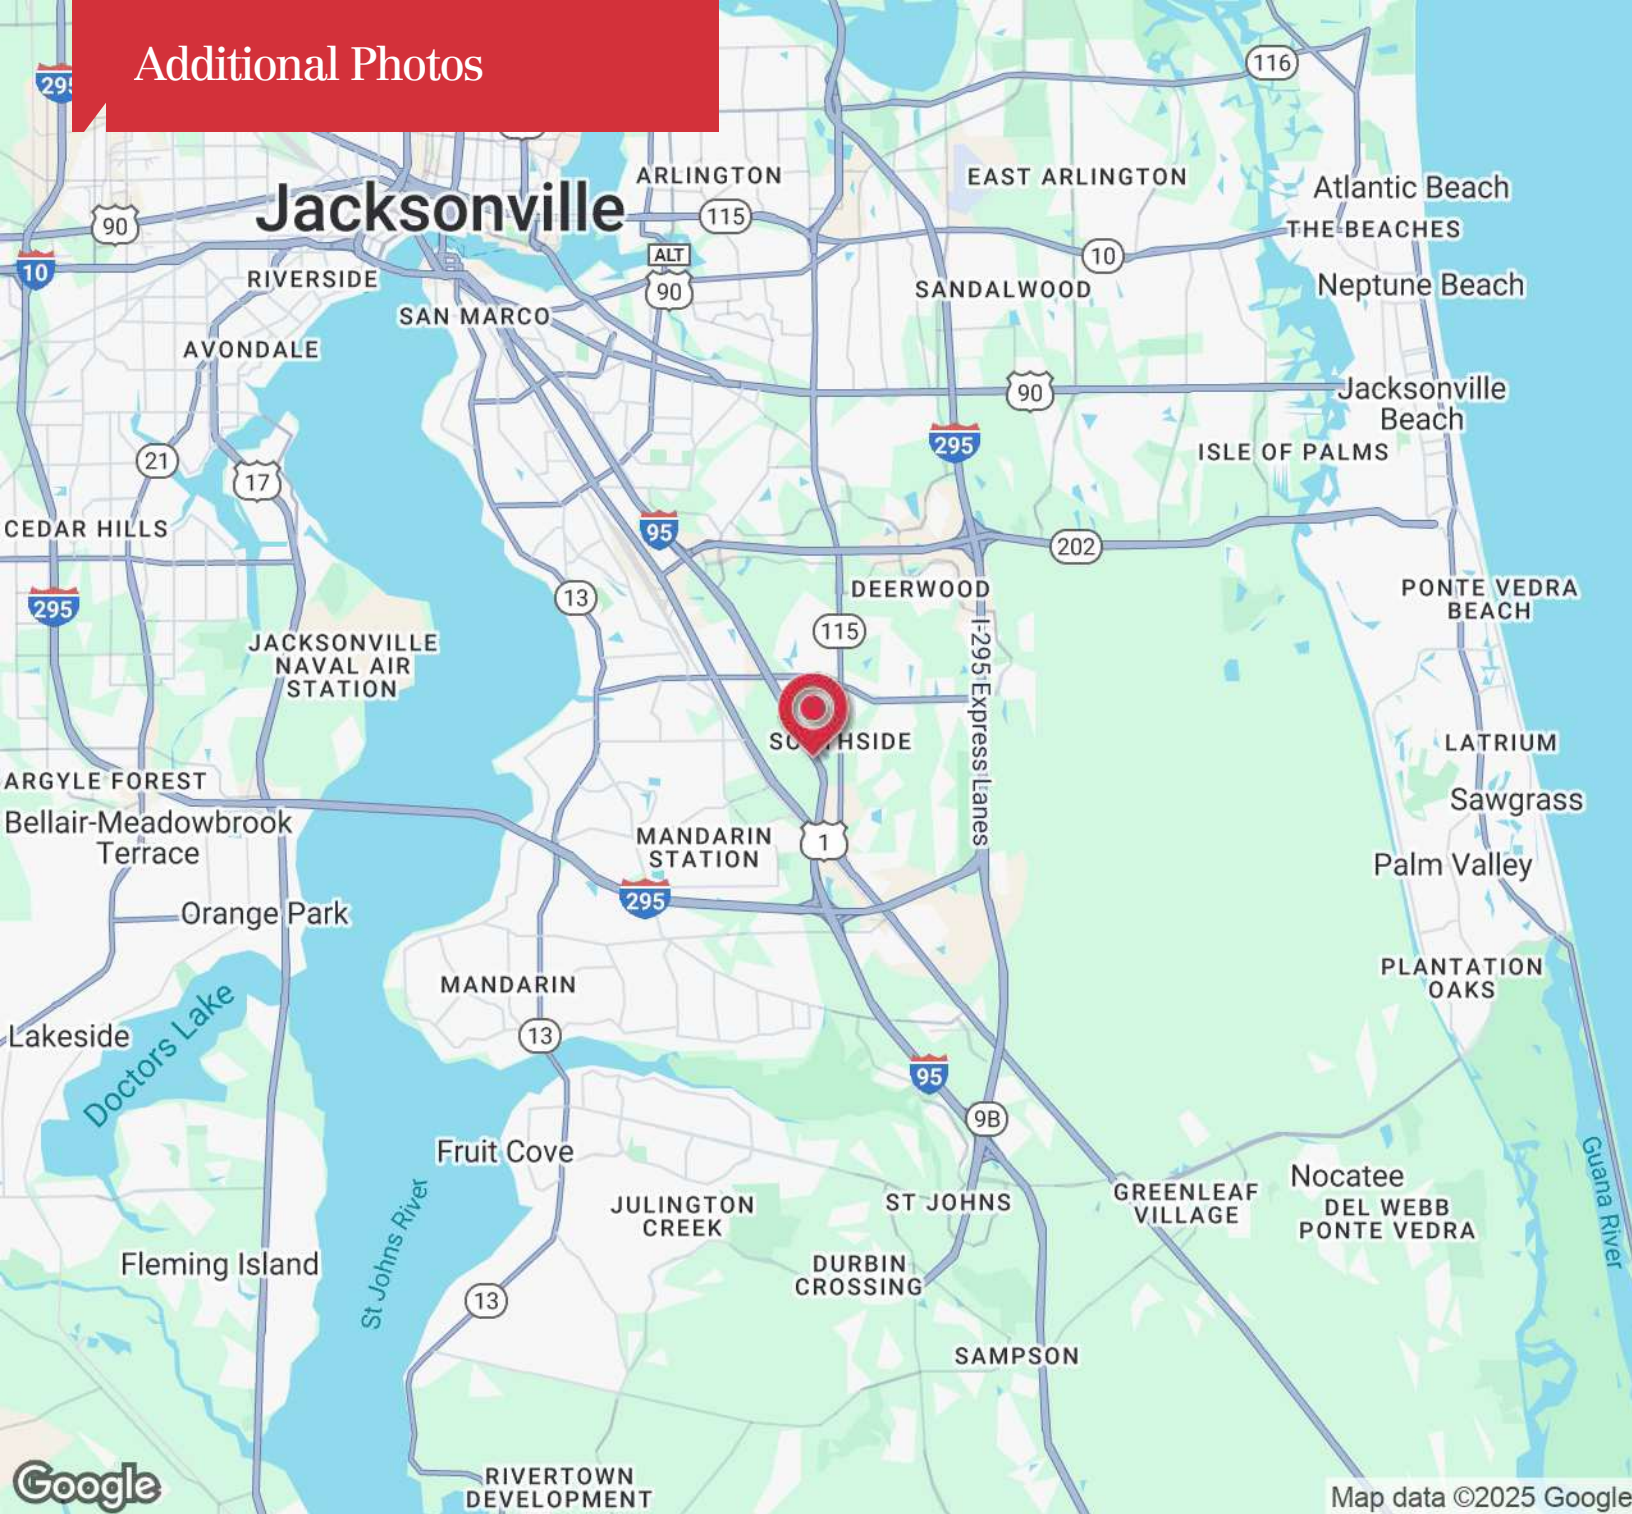 Additional Photos
116
295
ARLINGTON
EAST ARLINGTON
Atlantic Beach
90
Jacksonville
115
THE BEACHES
10
ALT
90
10
RIVERSIDE
SANDALWOOD
Neptune Beach
SAN MARCO
AVONDALE
90
Jacksonville
Beach
295
21
17
ISLE OF PALMS
CEDAR HILLS
95
202
295
13
DEERWOOD
PONTE VEDRA
BEACH
115
JACKSONVILLE
NAVAL AIR
STATION
I-295 Express Lanes
LATRIUM
ARGYLE FOREST
Sawgrass
Bellair-Meadowbrook
Terrace
MANDARIN
STATION
1
Palm Valley
295
Orange Park
MANDARIN
PLANTATION
OAKS
Doctors Lake
Lakeside
13
95
9B
Fruit Cove
Guana River
St Johns River
JULINGTON
CREEK
ST JOHNS
GREENLEAF
VILLAGE
Nocatee
DEL WEBB
PONTE VEDRA
Fleming Island
DURBIN
CROSSING
13
SAMPSON
Google
RIVERTOWN
DEVELOPMENT
Map data ©2025 Google